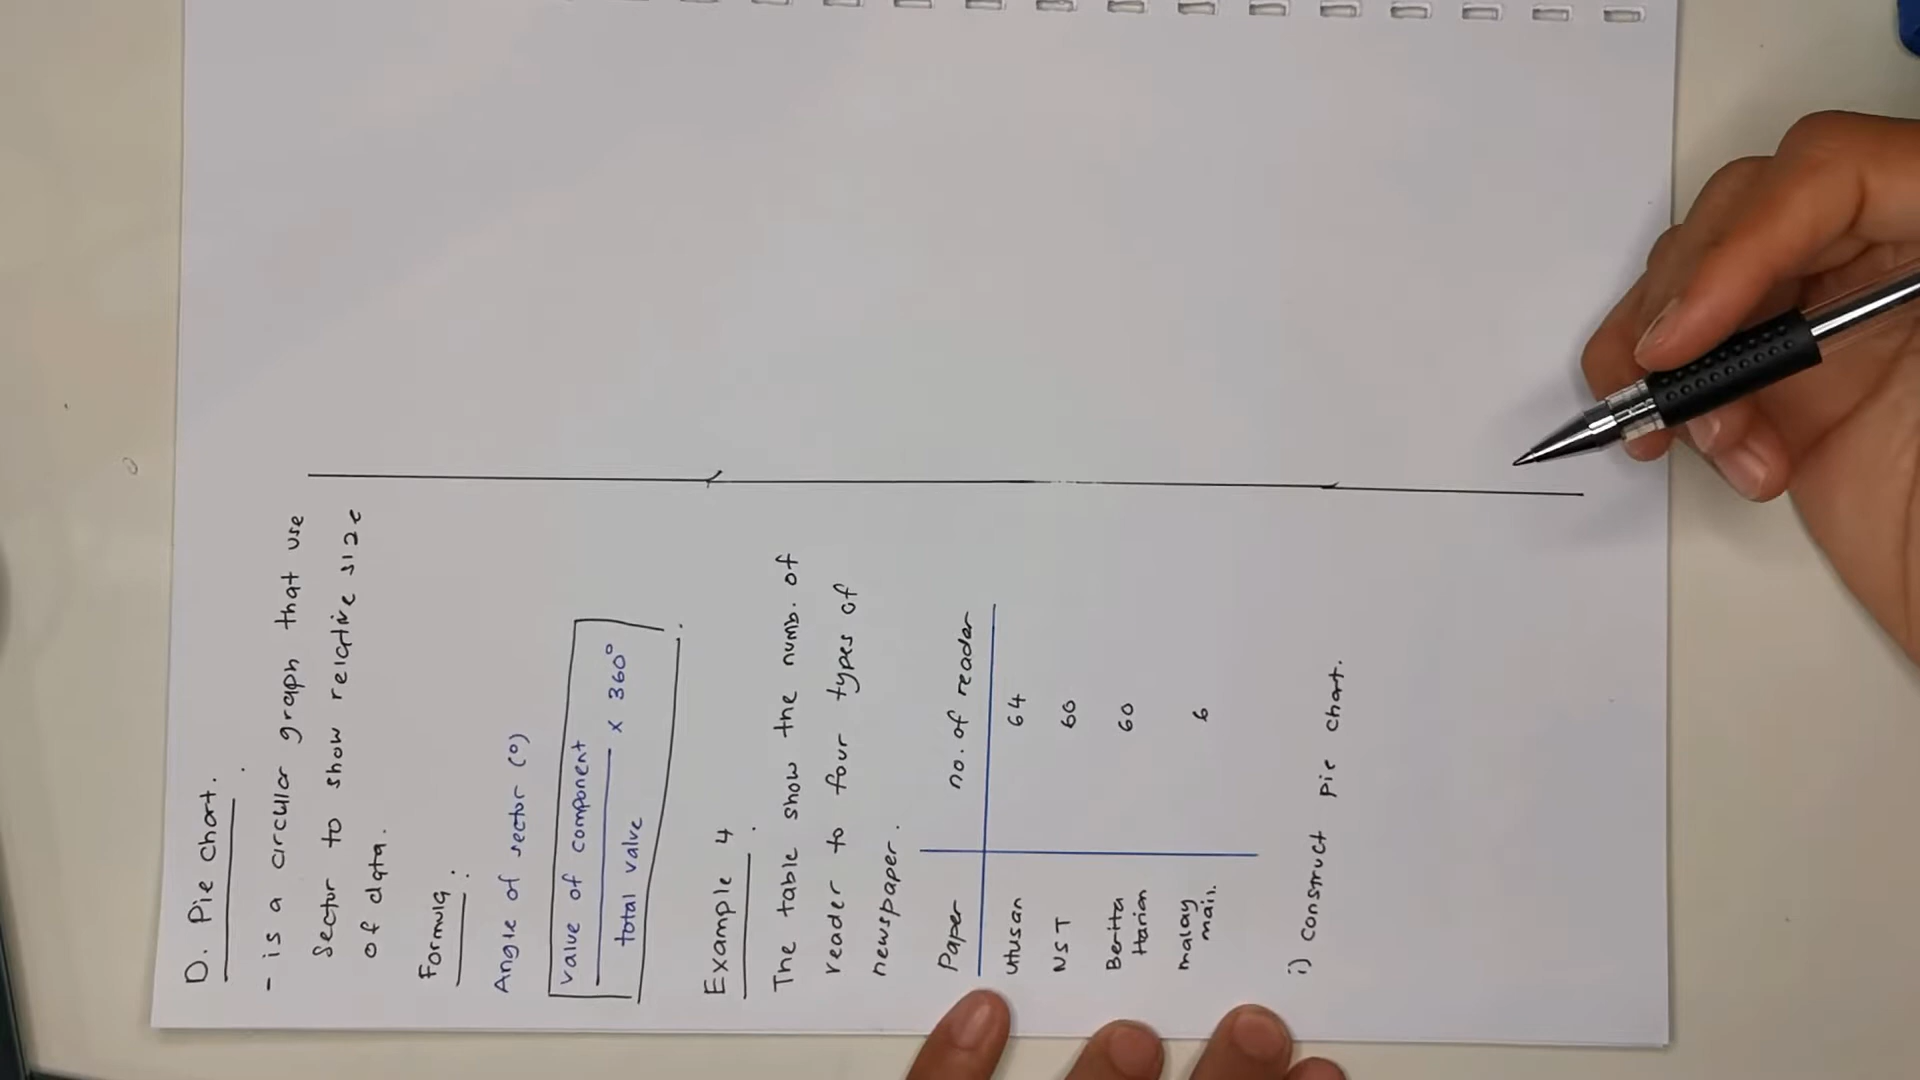 D. Pie chart.
- is a circular graph that use
sector to show relative size
of data.
Formula :
Angle of sector (°)
value of component
total value
x 360°
Example 4 :
The table show the numb. of
reader to four types of
newspaper.
Paper no. of reader
Utusan 64
NST 60
Berita Harian 60
malay mail. 6
i) construct pie chart.